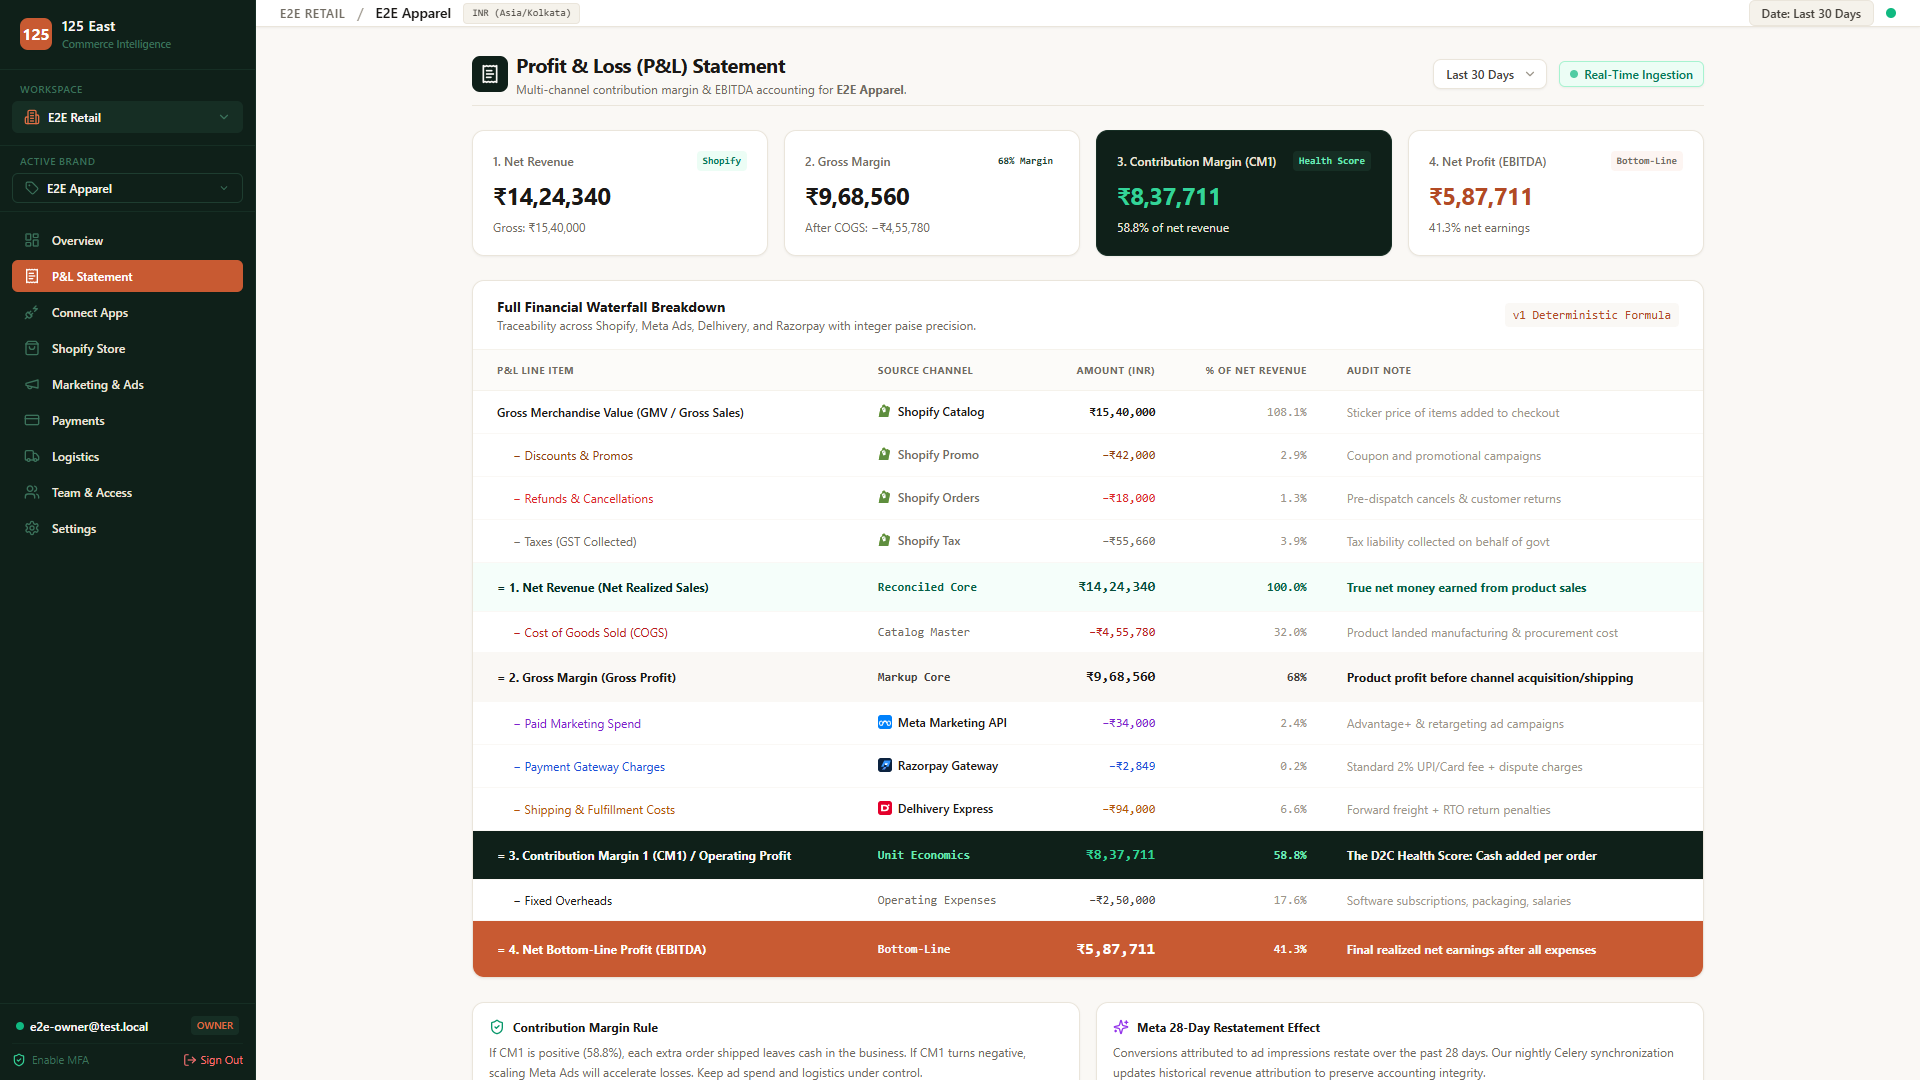 125
125 East
Commerce Intelligence
WORKSPACE
E2E Retail
ACTIVE BRAND
E2E Apparel
Overview
P&L Statement
Connect Apps
Shopify Store
Marketing & Ads
Payments
Logistics
Team & Access
Settings
e2e-owner@test.local OWNER
Enable MFA Sign Out
E2E RETAIL / E2E Apparel INR (Asia/Kolkata) Date: Last 30 Days
Profit & Loss (P&L) Statement
Multi-channel contribution margin & EBITDA accounting for E2E Apparel.
Last 30 Days Real-Time Ingestion
1. Net Revenue Shopify
₹14,24,340
Gross: ₹15,40,000
2. Gross Margin 68% Margin
₹9,68,560
After COGS: −₹4,55,780
3. Contribution Margin (CM1) Health Score
₹8,37,711
58.8% of net revenue
4. Net Profit (EBITDA) Bottom-Line
₹5,87,711
41.3% net earnings
Full Financial Waterfall Breakdown
Traceability across Shopify, Meta Ads, Delhivery, and Razorpay with integer paise precision.
v1 Deterministic Formula
P&L LINE ITEM SOURCE CHANNEL AMOUNT (INR) % OF NET REVENUE AUDIT NOTE
Gross Merchandise Value (GMV / Gross Sales) Shopify Catalog ₹15,40,000 108.1% Sticker price of items added to checkout
− Discounts & Promos Shopify Promo −₹42,000 2.9% Coupon and promotional campaigns
− Refunds & Cancellations Shopify Orders −₹18,000 1.3% Pre-dispatch cancels & customer returns
− Taxes (GST Collected) Shopify Tax −₹55,660 3.9% Tax liability collected on behalf of govt
= 1. Net Revenue (Net Realized Sales) Reconciled Core ₹14,24,340 100.0% True net money earned from product sales
− Cost of Goods Sold (COGS) Catalog Master −₹4,55,780 32.0% Product landed manufacturing & procurement cost
= 2. Gross Margin (Gross Profit) Markup Core ₹9,68,560 68% Product profit before channel acquisition/shipping
− Paid Marketing Spend Meta Marketing API −₹34,000 2.4% Advantage+ & retargeting ad campaigns
− Payment Gateway Charges Razorpay Gateway −₹2,849 0.2% Standard 2% UPI/Card fee + dispute charges
− Shipping & Fulfillment Costs Delhivery Express −₹94,000 6.6% Forward freight + RTO return penalties
= 3. Contribution Margin 1 (CM1) / Operating Profit Unit Economics ₹8,37,711 58.8% The D2C Health Score: Cash added per order
− Fixed Overheads Operating Expenses −₹2,50,000 17.6% Software subscriptions, packaging, salaries
= 4. Net Bottom-Line Profit (EBITDA) Bottom-Line ₹5,87,711 41.3% Final realized net earnings after all expenses
Contribution Margin Rule
If CM1 is positive (58.8%), each extra order shipped leaves cash in the business. If CM1 turns negative,
scaling Meta Ads will accelerate losses. Keep ad spend and logistics under control.
Meta 28-Day Restatement Effect
Conversions attributed to ad impressions restate over the past 28 days. Our nightly Celery synchronization
updates historical revenue attribution to preserve accounting integrity.